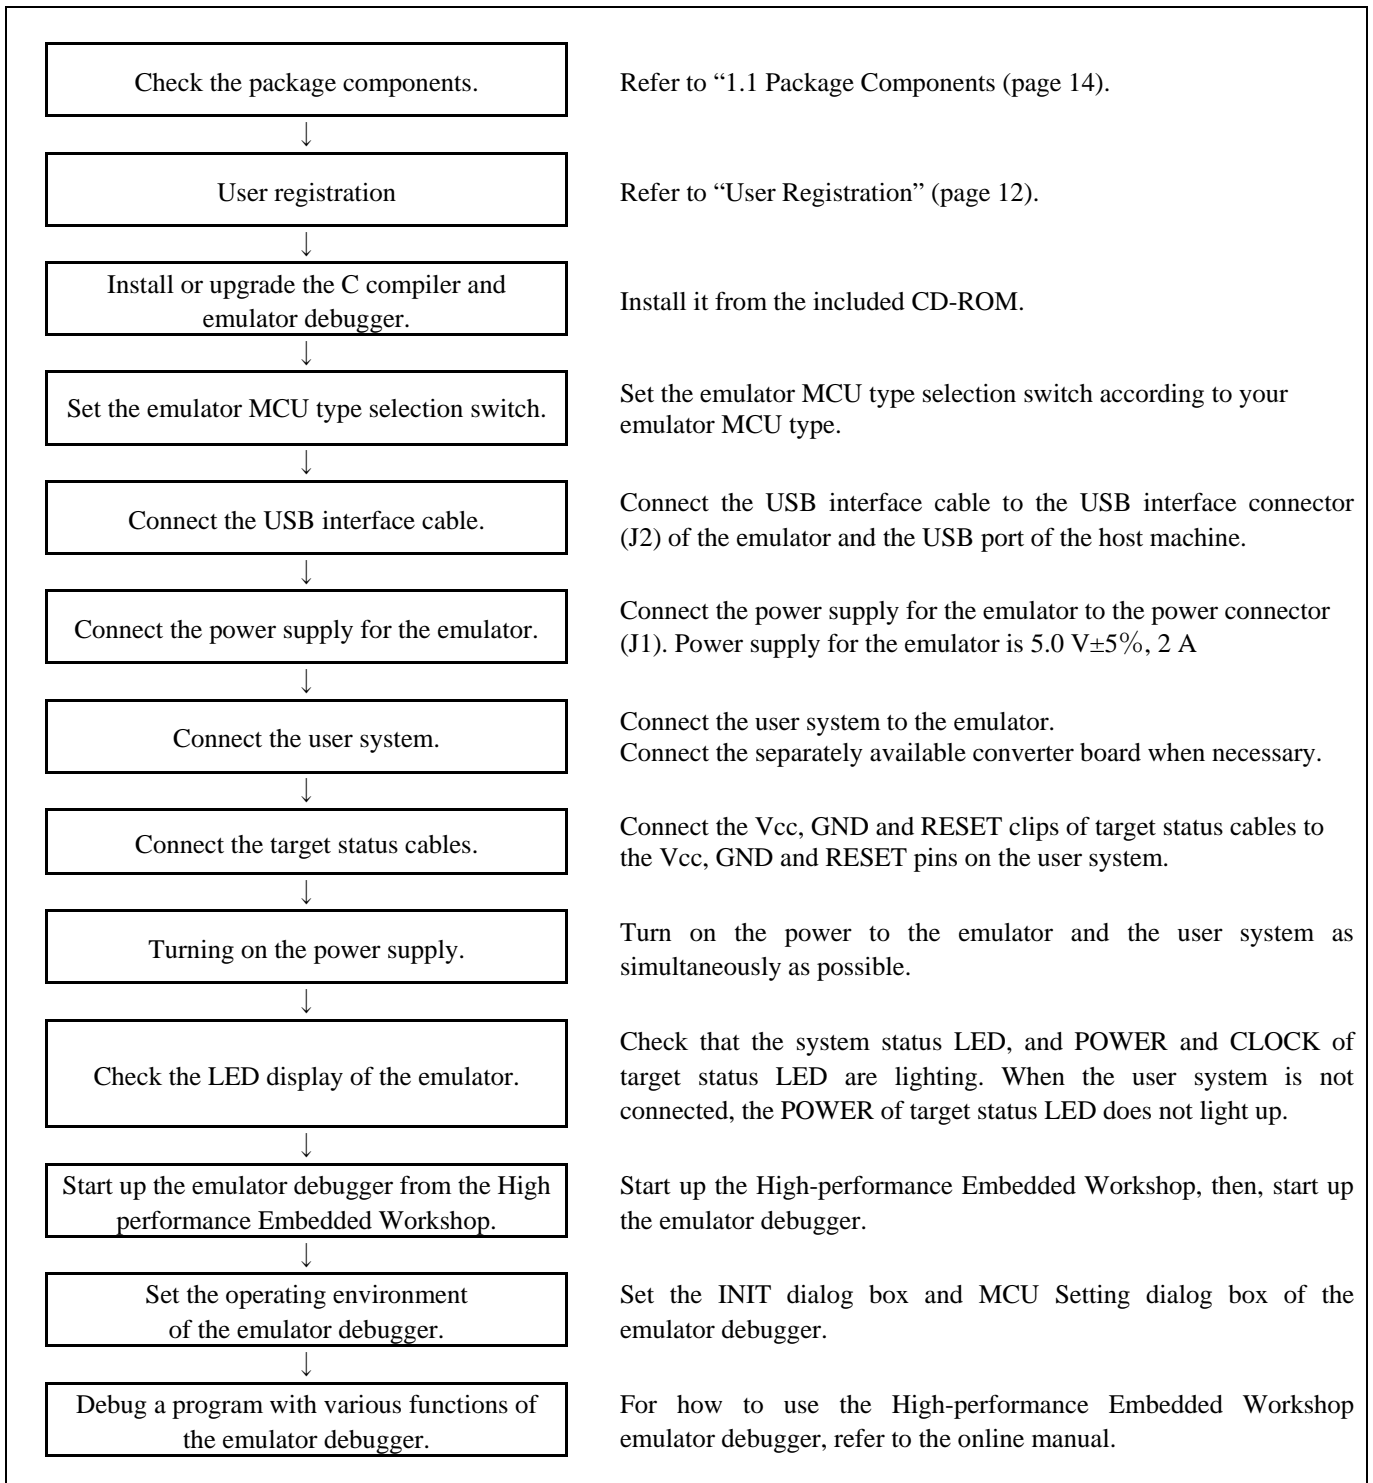 Check the package components.
Refer to “1.1 Package Components (page 14).
↓
User registration
Refer to “User Registration” (page 12).
↓
Install or upgrade the C compiler and
emulator debugger.
Install it from the included CD-ROM.
↓
Set the emulator MCU type selection switch.
Set the emulator MCU type selection switch according to your
emulator MCU type.
↓
Connect the USB interface cable.
Connect the USB interface cable to the USB interface connector
(J2) of the emulator and the USB port of the host machine.
↓
Connect the power supply for the emulator.
Connect the power supply for the emulator to the power connector
(J1). Power supply for the emulator is 5.0 V±5%, 2 A
↓
Connect the user system.
Connect the user system to the emulator.
Connect the separately available converter board when necessary.
↓
Connect the target status cables.
Connect the Vcc, GND and RESET clips of target status cables to
the Vcc, GND and RESET pins on the user system.
↓
Turning on the power supply.
Turn on the power to the emulator and the user system as
simultaneously as possible.
↓
Check the LED display of the emulator.
Check that the system status LED, and POWER and CLOCK of
target status LED are lighting. When the user system is not
connected, the POWER of target status LED does not light up.
↓
Start up the emulator debugger from the High
performance Embedded Workshop.
Start up the High-performance Embedded Workshop, then, start up
the emulator debugger.
↓
Set the operating environment
of the emulator debugger.
Set the INIT dialog box and MCU Setting dialog box of the
emulator debugger.
↓
Debug a program with various functions of
the emulator debugger.
For how to use the High-performance Embedded Workshop
emulator debugger, refer to the online manual.